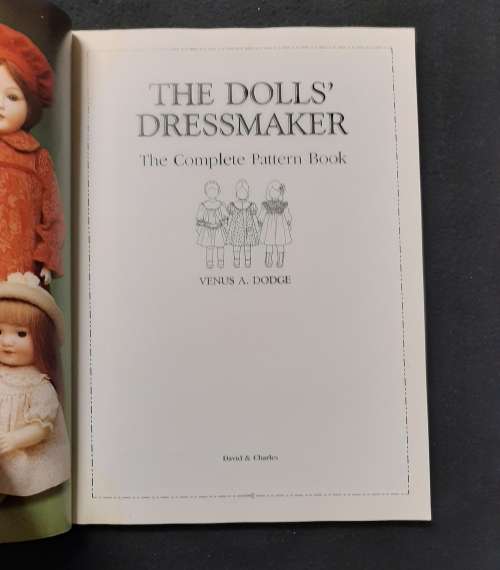 THE DOLLS'
DRESSMAKER
The Complete Pattern Book
VENUS A. DODGE
David & Charles